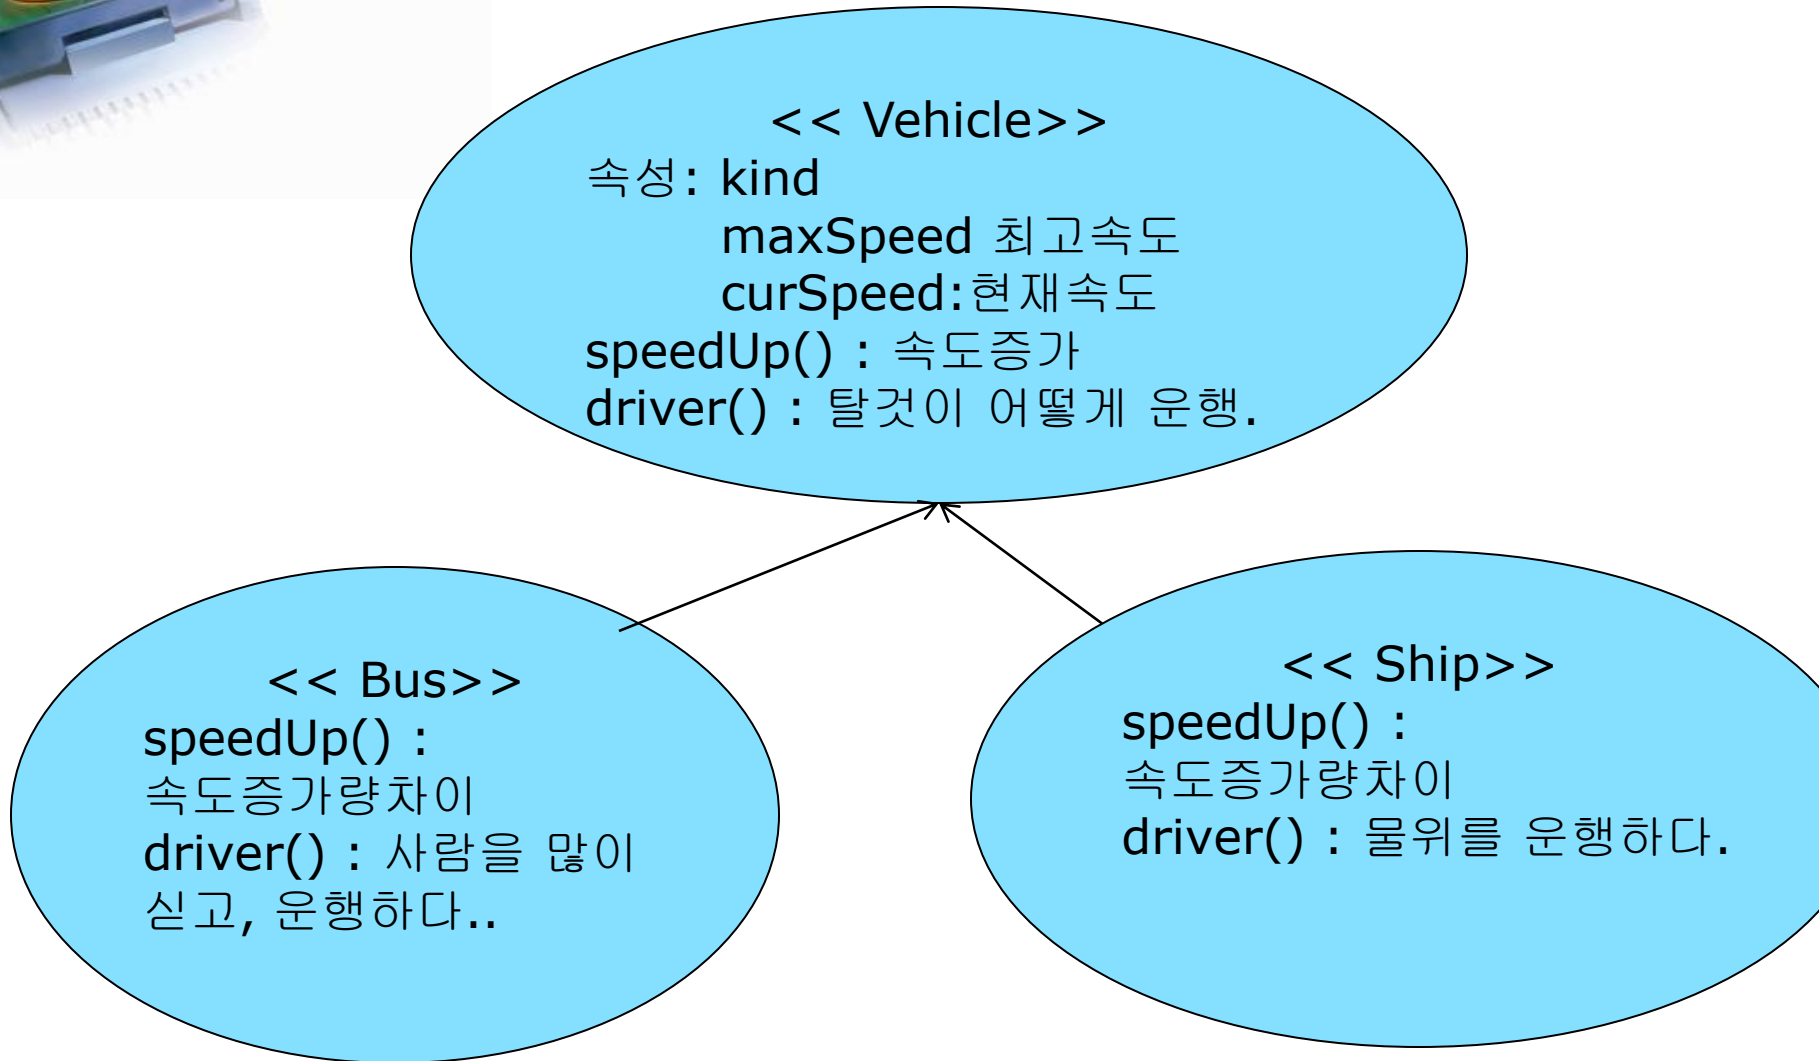 << Vehicle>>
속성: kind
maxSpeed 최고속도
curSpeed:현재속도
speedUp() : 속도증가
driver() : 탈것이 어떻게 운행.
<< Bus>>
speedUp() :
속도증가량차이
driver() : 사람을 많이
싣고, 운행하다..
<< Ship>>
speedUp() :
속도증가량차이
driver() : 물위를 운행하다.